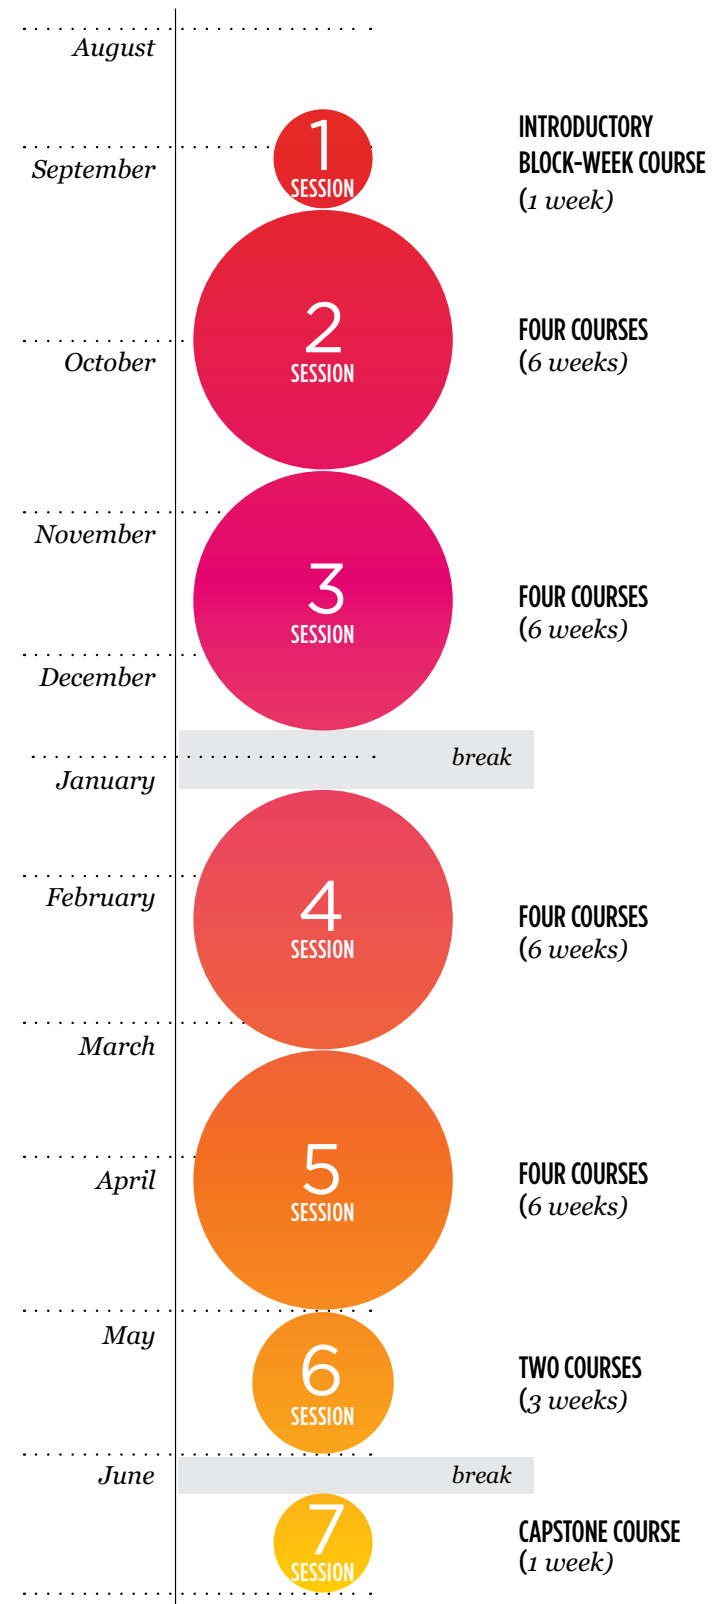 August
1
SESSION
INTRODUCTORY
BLOCK-WEEK COURSE
(1 week)
September
2
SESSION
FOUR COURSES
(6 weeks)
October
November
3
SESSION
FOUR COURSES
(6 weeks)
December
break
January
February
4
SESSION
FOUR COURSES
(6 weeks)
March
5
SESSION
FOUR COURSES
(6 weeks)
April
May
6
SESSION
TWO COURSES
(3 weeks)
June
break
7
SESSION
CAPSTONE COURSE
(1 week)